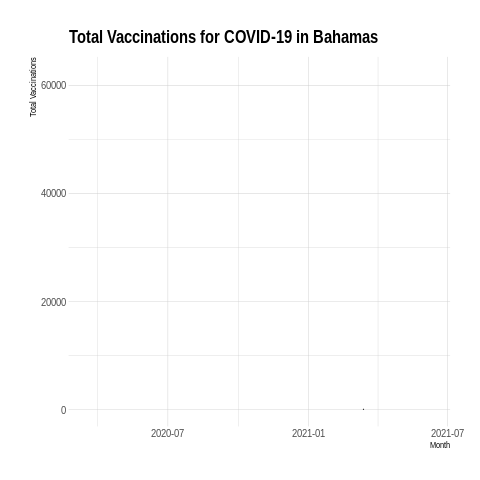 Total Vaccinations for COVID-19 in Bahamas
Total Vaccinations
60000
40000
20000
0
2020-07
2021-01
2021-07
Month